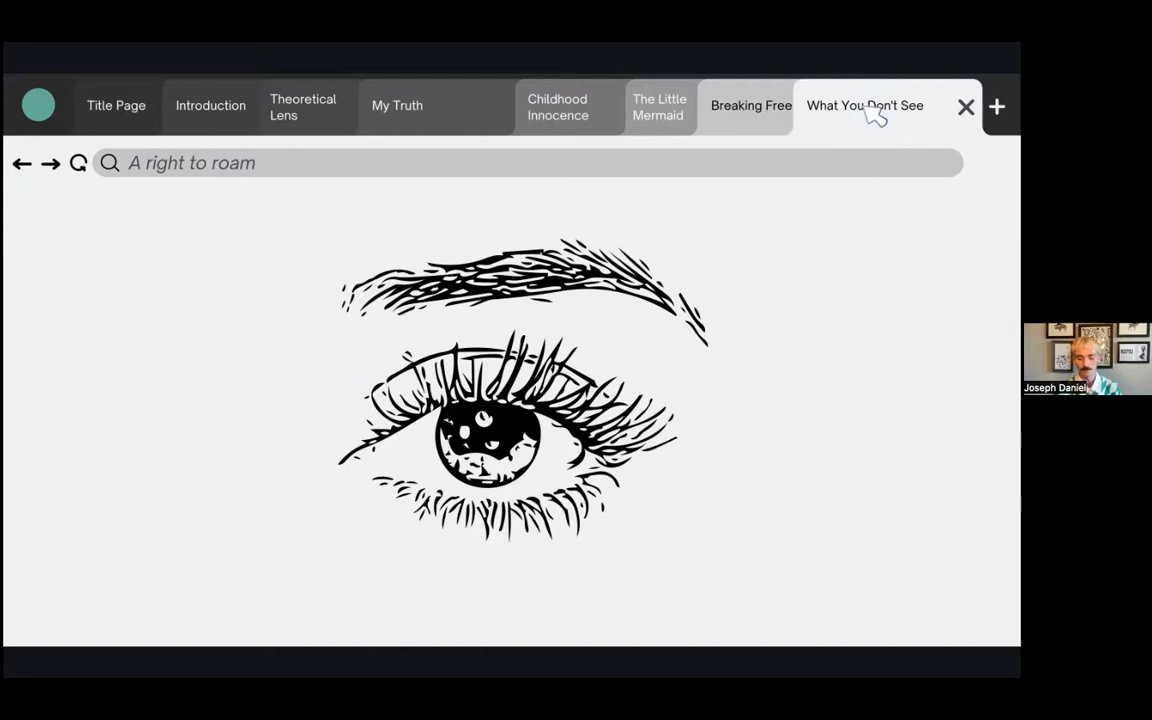 Title Page
Introduction
Theoretical
Lens
My Truth
Childhood
Innocence
The Little
Mermaid
Breaking Free
What You Don't See
A right to roam
Joseph Daniel